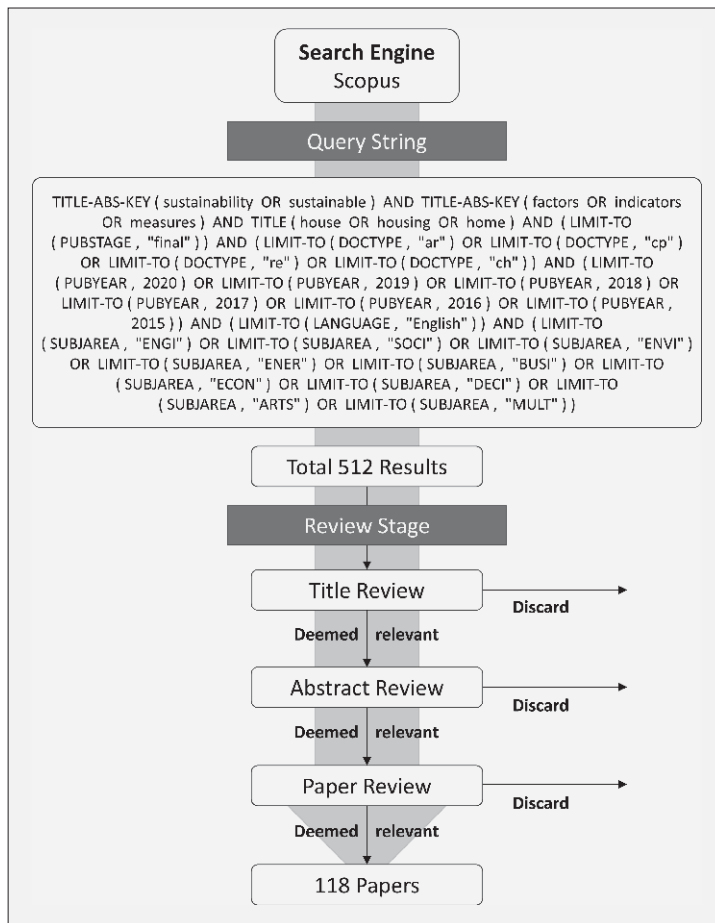 Search Engine
Scopus
Query String
TITLE-ABS-KEY ( sustainability OR sustainable ) AND TITLE-ABS-KEY ( factors OR indicators
OR measures ) AND TITLE ( house OR housing OR home ) AND ( LIMIT-TO
( PUBSTAGE , "final" ) ) AND ( LIMIT-TO ( DOCTYPE , "ar" ) OR LIMIT-TO ( DOCTYPE , "cp" )
OR LIMIT-TO ( DOCTYPE , "re" ) OR LIMIT-TO ( DOCTYPE , "ch" ) ) AND ( LIMIT-TO
( PUBYEAR , 2020 ) OR LIMIT-TO ( PUBYEAR , 2019 ) OR LIMIT-TO ( PUBYEAR , 2018 ) OR
LIMIT-TO ( PUBYEAR , 2017 ) OR LIMIT-TO ( PUBYEAR , 2016 ) OR LIMIT-TO ( PUBYEAR ,
2015 ) ) AND ( LIMIT-TO ( LANGUAGE , "English" ) ) AND ( LIMIT-TO
( SUBJAREA , "ENGI" ) OR LIMIT-TO ( SUBJAREA , "SOCI" ) OR LIMIT-TO ( SUBJAREA , "ENVI" )
OR LIMIT-TO ( SUBJAREA , "ENER" ) OR LIMIT-TO ( SUBJAREA , "BUSI" ) OR LIMIT-TO
( SUBJAREA , "ECON" ) OR LIMIT-TO ( SUBJAREA , "DECI" ) OR LIMIT-TO
( SUBJAREA , "ARTS" ) OR LIMIT-TO ( SUBJAREA , "MULT" ) )
Total 512 Results
Review Stage
Title Review
Discard
Deemed relevant
Abstract Review
Discard
Deemed relevant
Paper Review
Discard
Deemed relevant
118 Papers